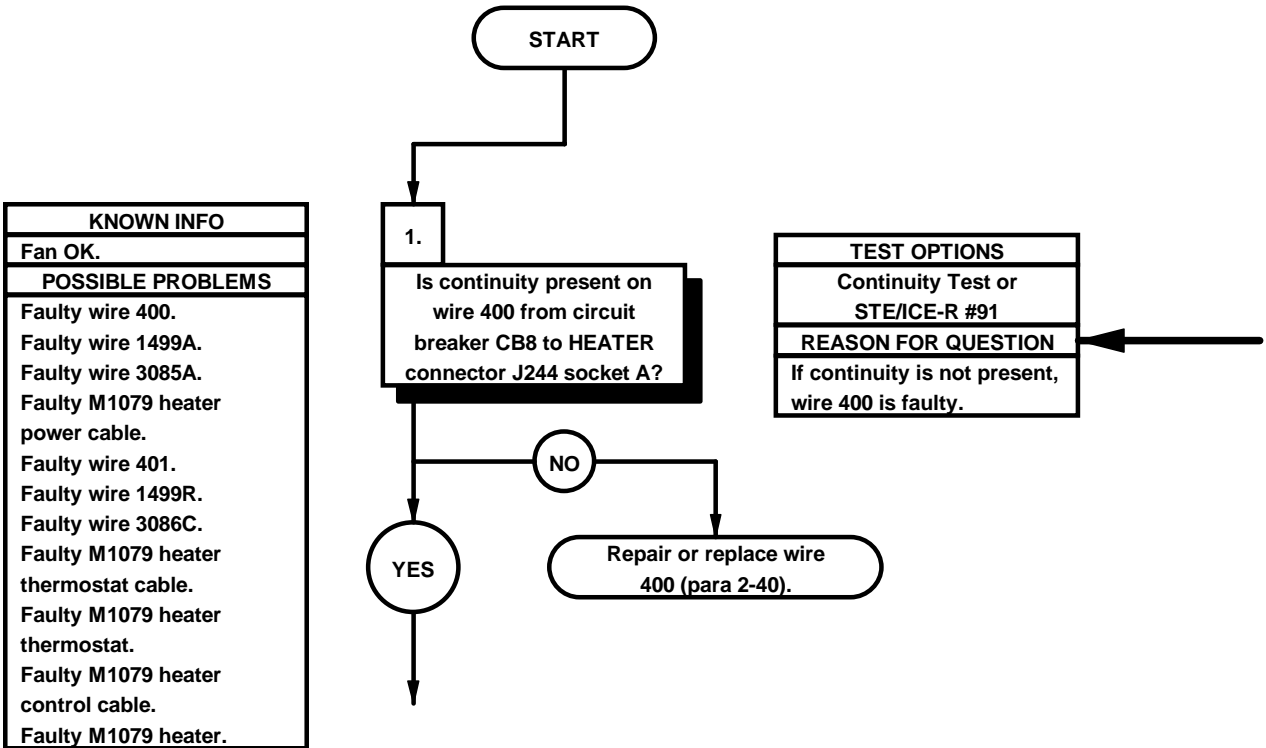 START
KNOWN INFO
Fan OK.
POSSIBLE PROBLEMS
Faulty wire 400.
Faulty wire 1499A.
Faulty wire 3085A.
Faulty M1079 heater
power cable.
Faulty wire 401.
Faulty wire 1499R.
Faulty wire 3086C.
Faulty M1079 heater
thermostat cable.
Faulty M1079 heater
thermostat.
Faulty M1079 heater
control cable.
Faulty M1079 heater.
1.
Is continuity present on
wire 400 from circuit
breaker CB8 to HEATER
connector J244 socket A?
TEST OPTIONS
Continuity Test or
STE/ICE-R #91
REASON FOR QUESTION
If continuity is not present,
wire 400 is faulty.
NO
YES
Repair or replace wire
400 (para 2-40).